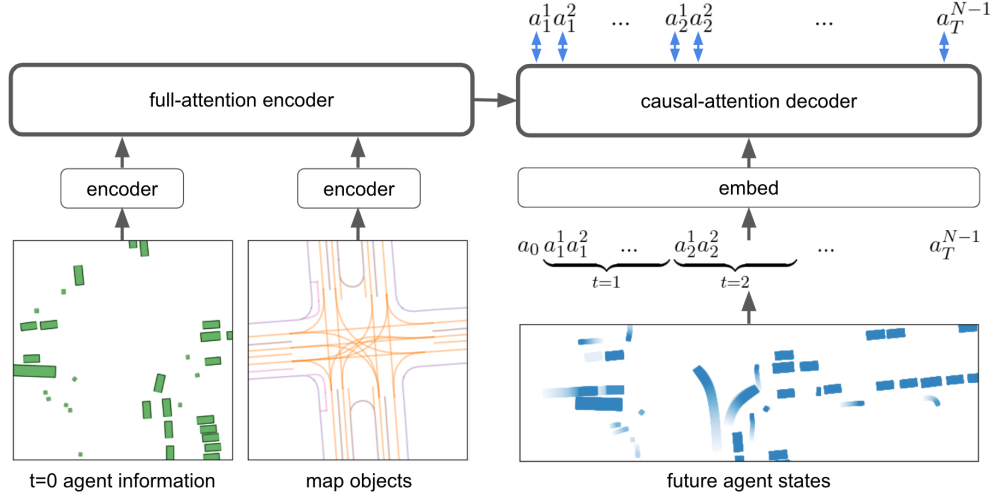 a_1^1 a_1^2 ... a_2^1 a_2^2 ... a_T^{N-1}
full-attention encoder
causal-attention decoder
encoder
encoder
embed
a_0 a_1^1 a_1^2 ... a_2^1 a_2^2 ... a_T^{N-1}
t=1
t=2
t=0 agent information
map objects
future agent states